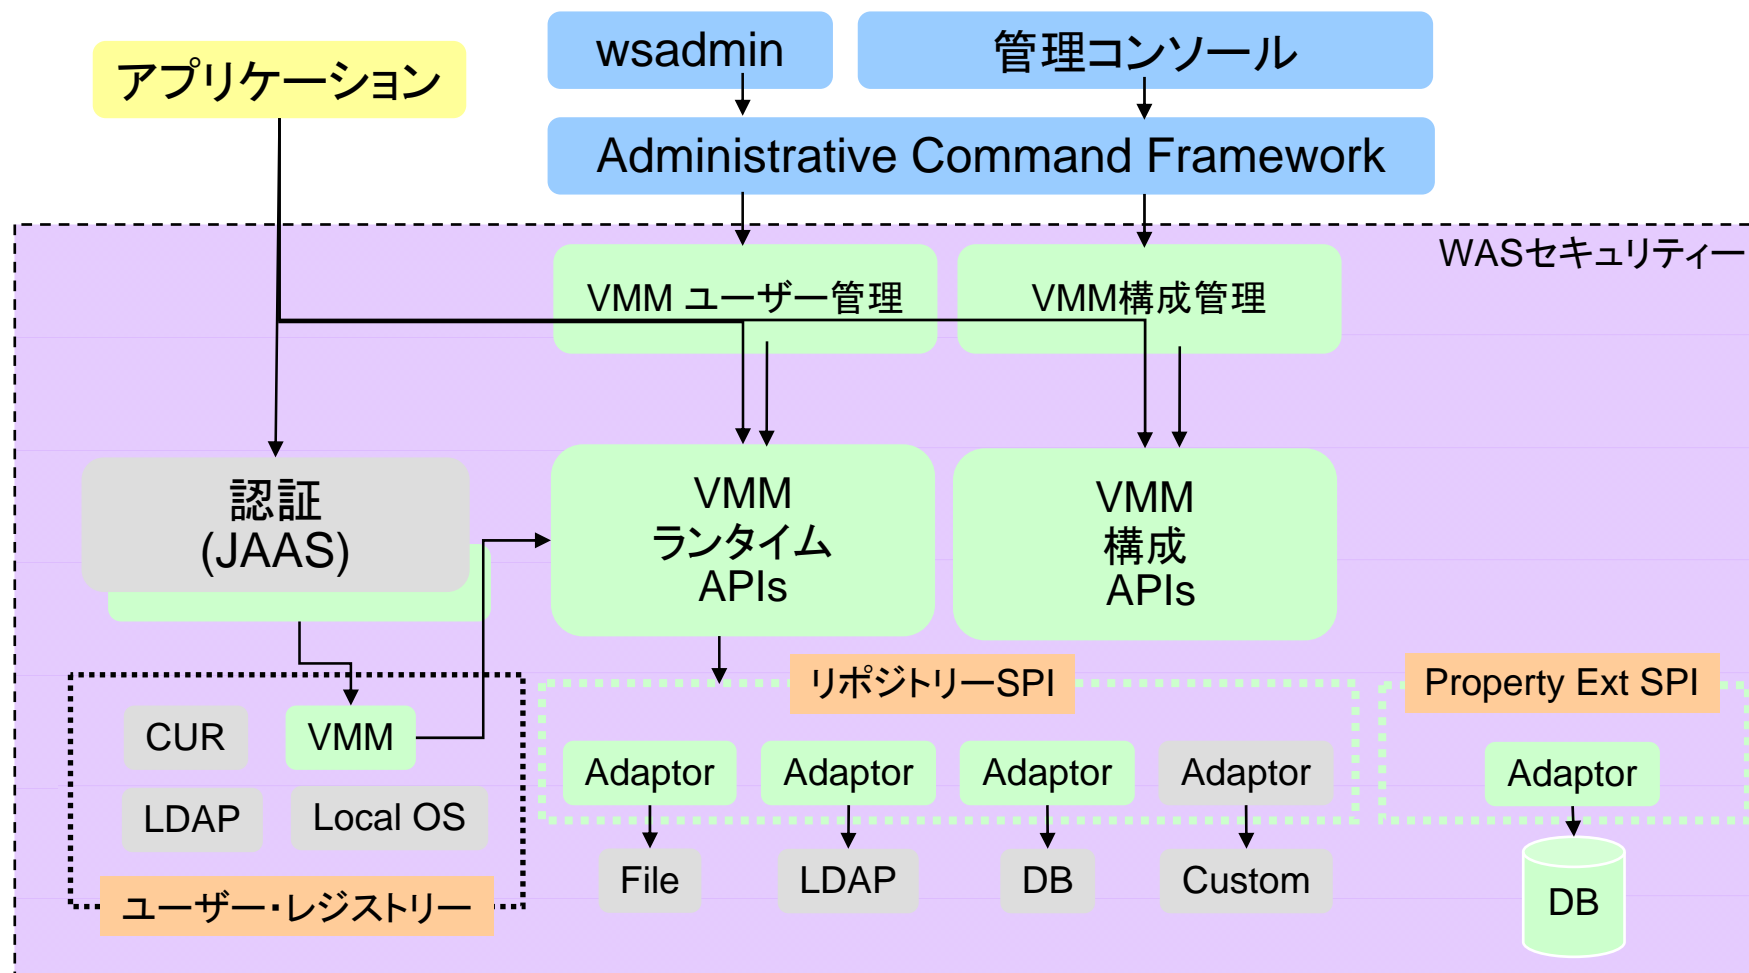 wsadmin
管理コンソール
アプリケーション
Administrative Command Framework
WASセキュリティー
VMM ユーザー管理
VMM構成管理
認証
(JAAS)
VMM
ランタイム
APIs
VMM
構成
APIs
リポジトリーSPI
Property Ext SPI
CUR
VMM
LDAP
Local OS
ユーザー・レジストリー
Adaptor
Adaptor
Adaptor
Adaptor
Adaptor
File
LDAP
DB
Custom
DB